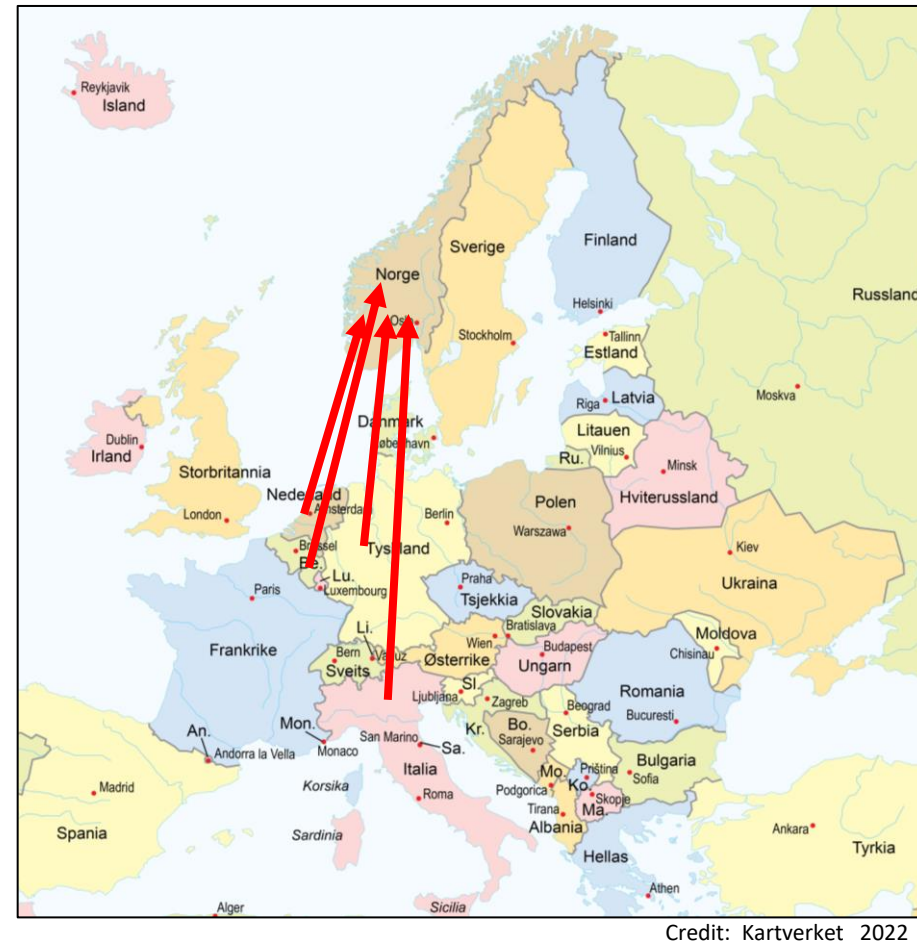 Reykjavik
Island
Norge
Sverige
Finland
Russland
Oslo
Helsinki
Stockholm
Tallinn
Estland
Moskva
Riga
Latvia
Danmark
København
Litauen
Vilnius
Ru.
Minsk
Hviterussland
Dublin
Irland
Storbritannia
London
Nederland
Amsterdam
Berlin
Polen
Warszawa
Tyskland
Brussel
Be.
Lu.
Luxembourg
Kiev
Ukraina
Paris
Praha
Tsjekkia
Slovakia
Bratislava
Wien
Li.
Frankrike
Bern
Vaduz
Sveits
Østerrike
Budapest
Ungarn
Moldova
Chisinau
Ljubljana
Sl.
Zagreb
Romania
Bucuresti
Beograd
Serbia
An.
Andorra la Vella
Mon.
Monaco
San Marino
Sa.
Kr.
Bo.
Sarajevo
Bulgaria
Sofia
Italia
Roma
Korsika
Mo.
Podgorica
Ko.
Priština
Skopje
Ma.
Tirana
Albania
Madrid
Spania
Sardinia
Hellas
Ankara
Tyrkia
Athen
Alger
Sicilia
Credit: Kartverket 2022